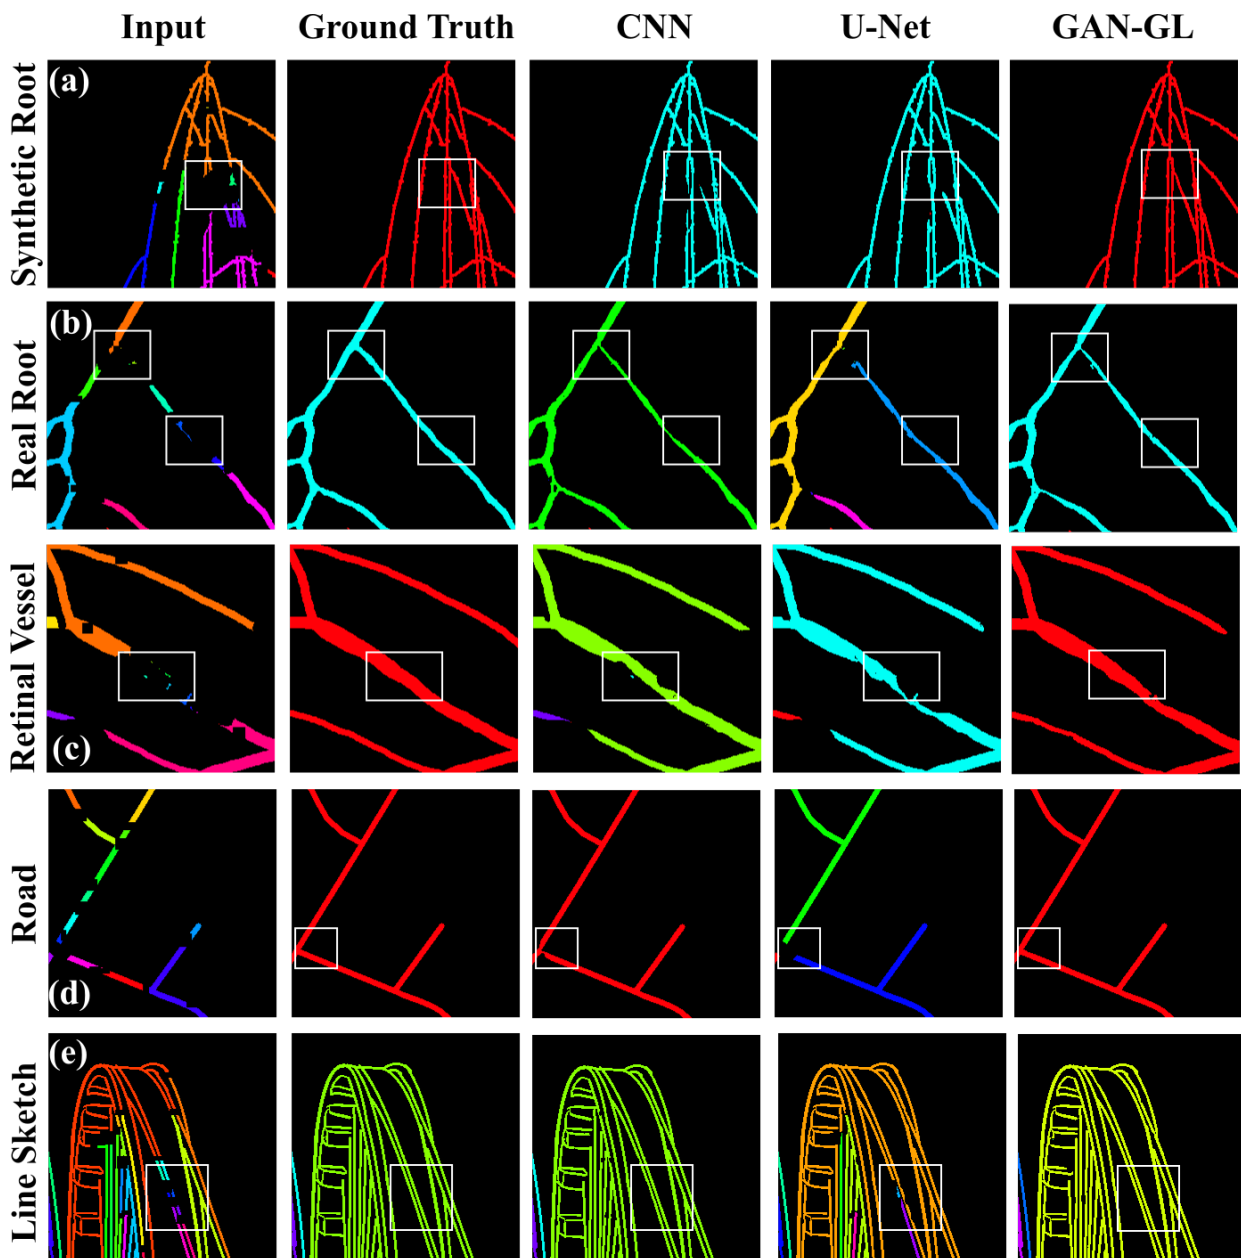 Input Ground Truth CNN U-Net GAN-GL
Synthetic Root
(a)
Real Root
(b)
Retinal Vessel
(c)
Road
(d)
Line Sketch
(e)